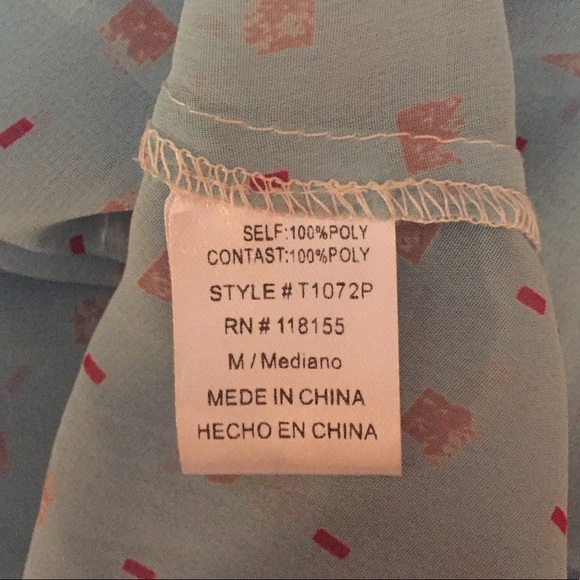 SELF:100%POLY
CONTAST:100%POLY
STYLE # T1072P
RN # 118155
M / Mediano
MEDE IN CHINA
HECHO EN CHINA